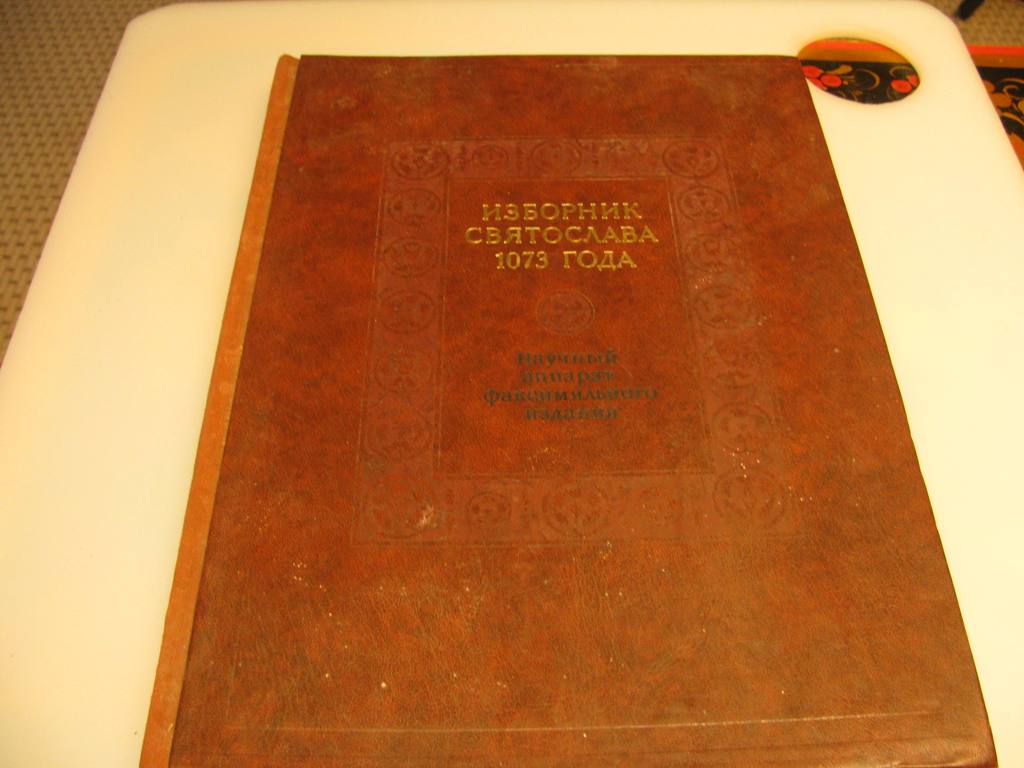 ИЗБОРНИК
СВЯТОСЛАВА
1073 ГОДА
Научный
аппарат
факсимильного
издания